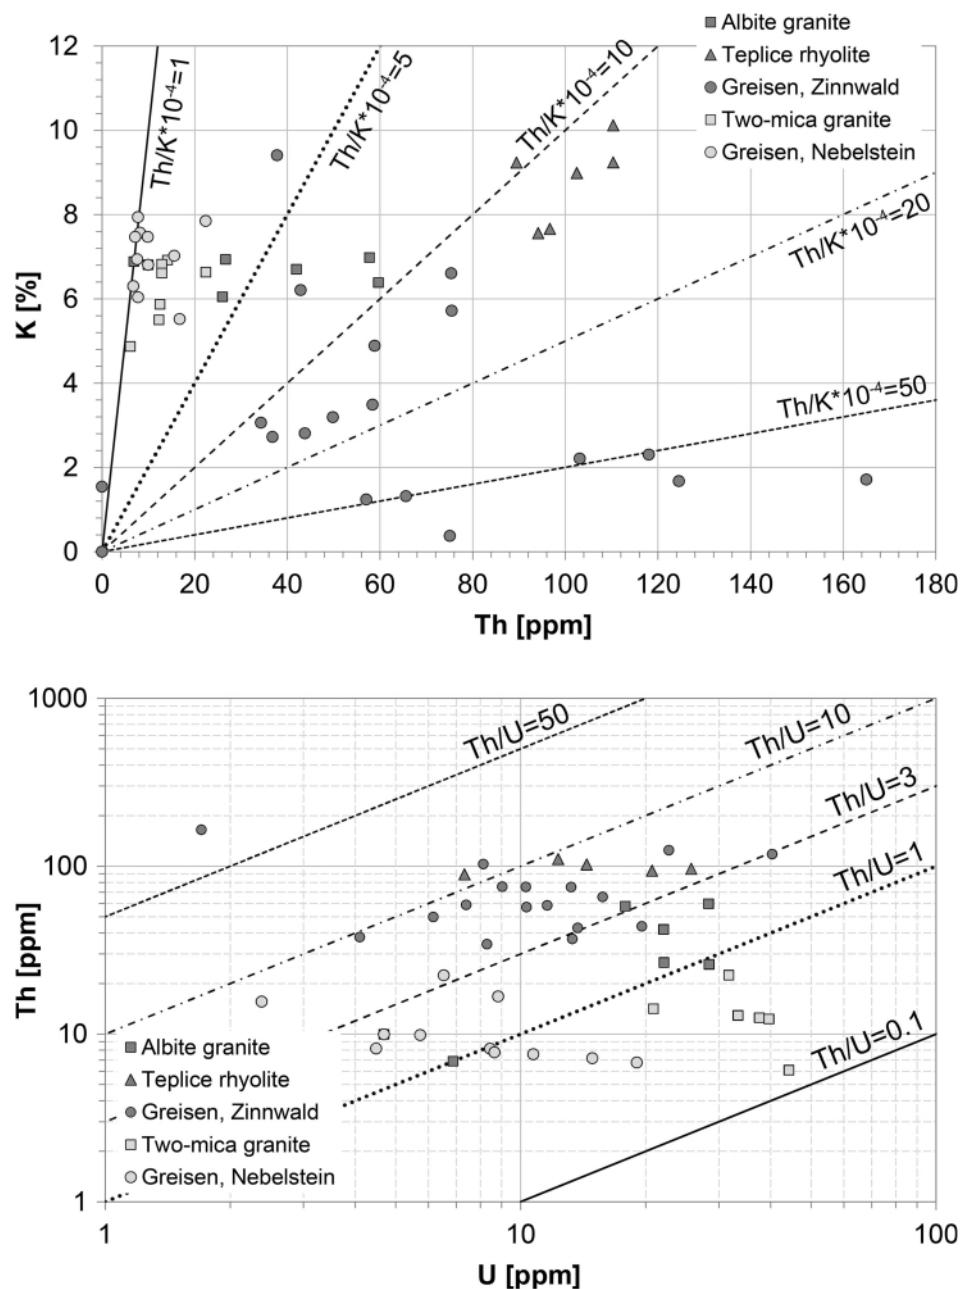 Albite granite
Teplice rhyolite
Greisen, Zinnwald
Two-mica granite
Greisen, Nebelstein
Th/K*10⁻⁴=1
Th/K*10⁻⁴=5
Th/K*10⁻⁴=10
Th/K*10⁻⁴=20
Th/K*10⁻⁴=50
K [%]
12
10
8
6
4
2
0
0 20 40 60 80 100 120 140 160 180
Th [ppm]
Th/U=50
Th/U=10
Th/U=3
Th/U=1
Th/U=0.1
Th [ppm]
1000
100
10
1
Albite granite
Teplice rhyolite
Greisen, Zinnwald
Two-mica granite
Greisen, Nebelstein
1 10 100
U [ppm]